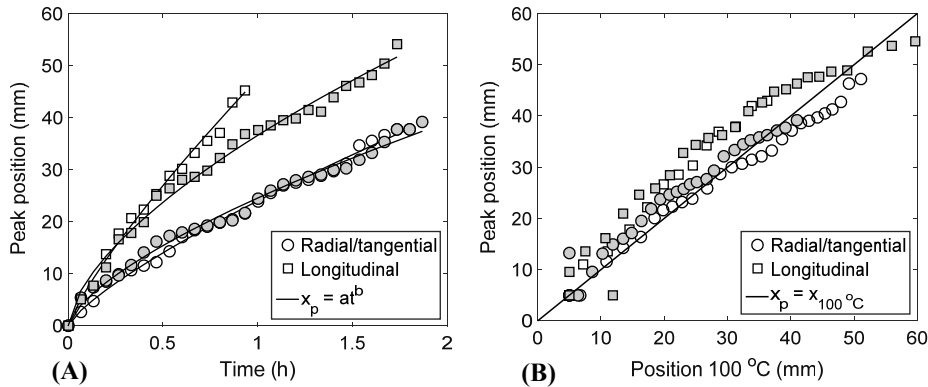 60
50
40
30
20
10
0
Peak position (mm)
0
0.5
1
1.5
2
Time (h)
Radial/tangential
Longitudinal
x_p = at^b
(A)
60
50
40
30
20
10
0
Peak position (mm)
0
10
20
30
40
50
60
Position 100 °C (mm)
Radial/tangential
Longitudinal
x_p = x_{100 °C}
(B)